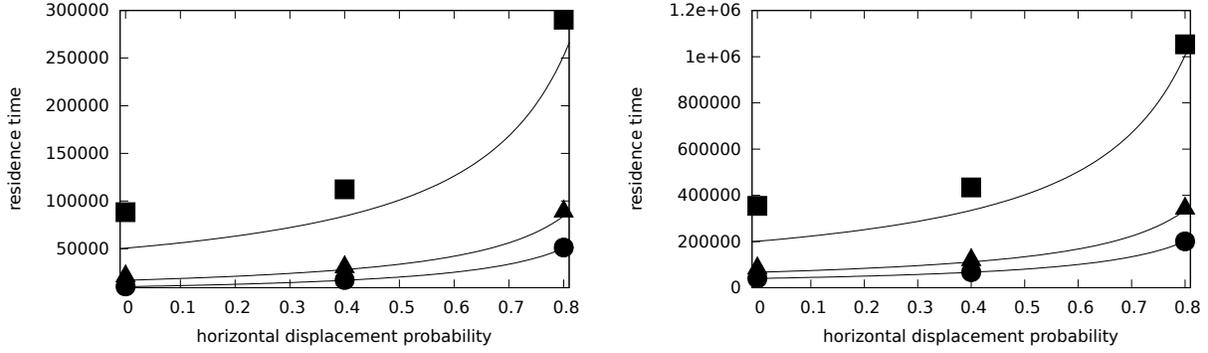 300000
250000
200000
150000
100000
50000
residence time
0 0.1 0.2 0.3 0.4 0.5 0.6 0.7 0.8
horizontal displacement probability
1.2e+06
1e+06
800000
600000
400000
200000
0
residence time
0 0.1 0.2 0.3 0.4 0.5 0.6 0.7 0.8
horizontal displacement probability